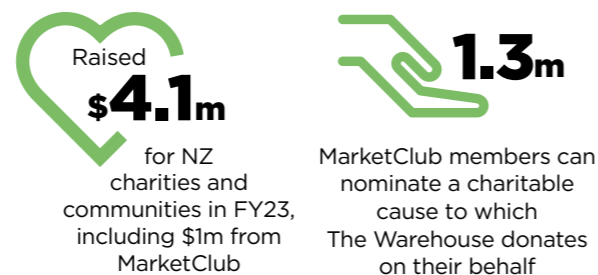 Raised
$4.1m
for NZ
charities and
communities in FY23,
including $1m from
MarketClub
1.3m
MarketClub members can
nominate a charitable
cause to which
The Warehouse donates
on their behalf